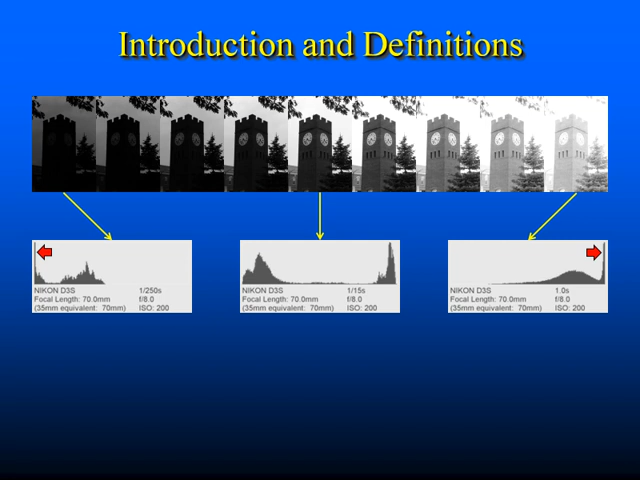 Introduction and Definitions
NIKON D3S 1/250s
Focal Length: 70.0mm f/8.0
(35mm equivalent: 70mm) ISO: 200
NIKON D3S 1/15s
Focal Length: 70.0mm f/8.0
(35mm equivalent: 70mm) ISO: 200
NIKON D3S 1.0s
Focal Length: 70.0mm f/8.0
(35mm equivalent: 70mm) ISO: 200